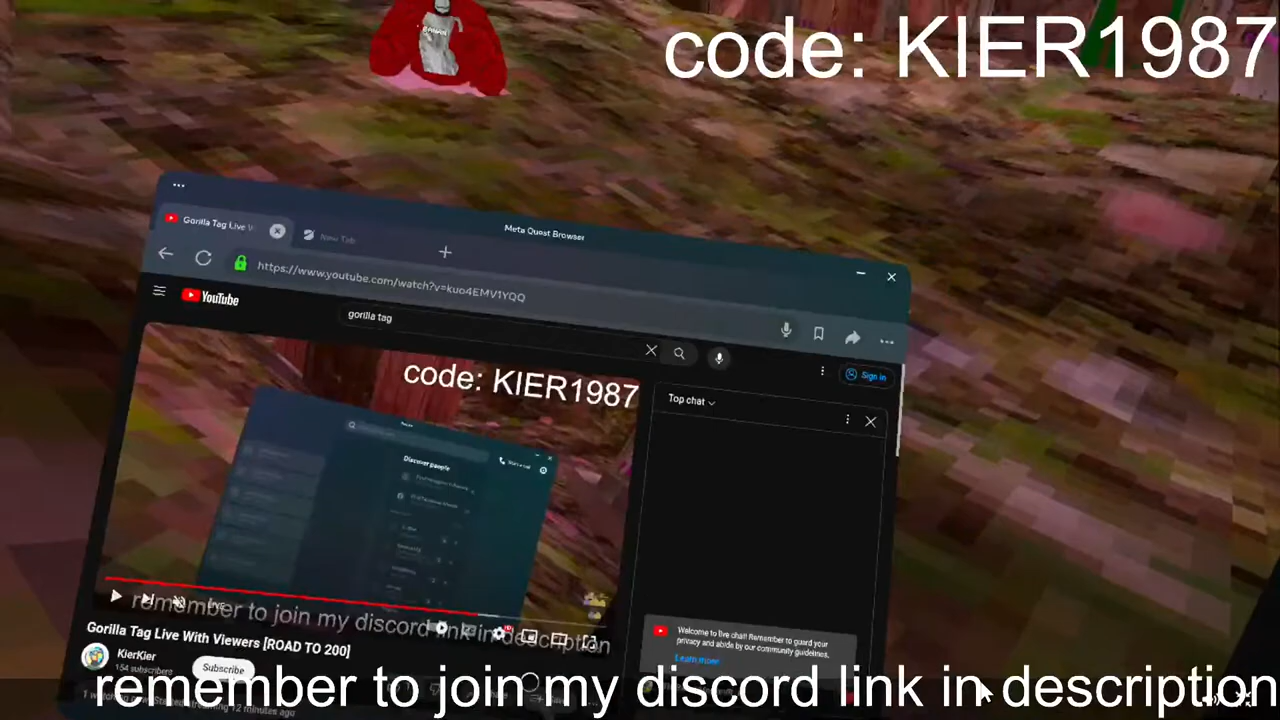 code: KIER1987
Meta Quest Browser
Gorilla Tag Live W
New Tab
https://www.youtube.com/watch?v=kuo4EMV1YQQ
YouTube
gorilla tag
Sign in
code: KIER1987
Top chat
Discover people
remember to join my discord link in description
Welcome to live chat! Remember to guard your
privacy and abide by our community guidelines.
Learn more
Gorilla Tag Live With Viewers [ROAD TO 200]
KierKier
154 subscribers
Subscribe
remember to join my discord link in description